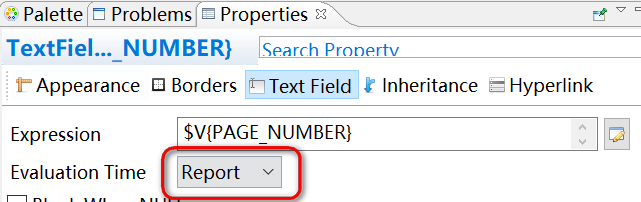 Palette Problems Properties
TextFiel..._NUMBER}
Search Property
Appearance Borders Text Field Inheritance Hyperlink
Expression $V{PAGE_NUMBER}
Evaluation Time Report